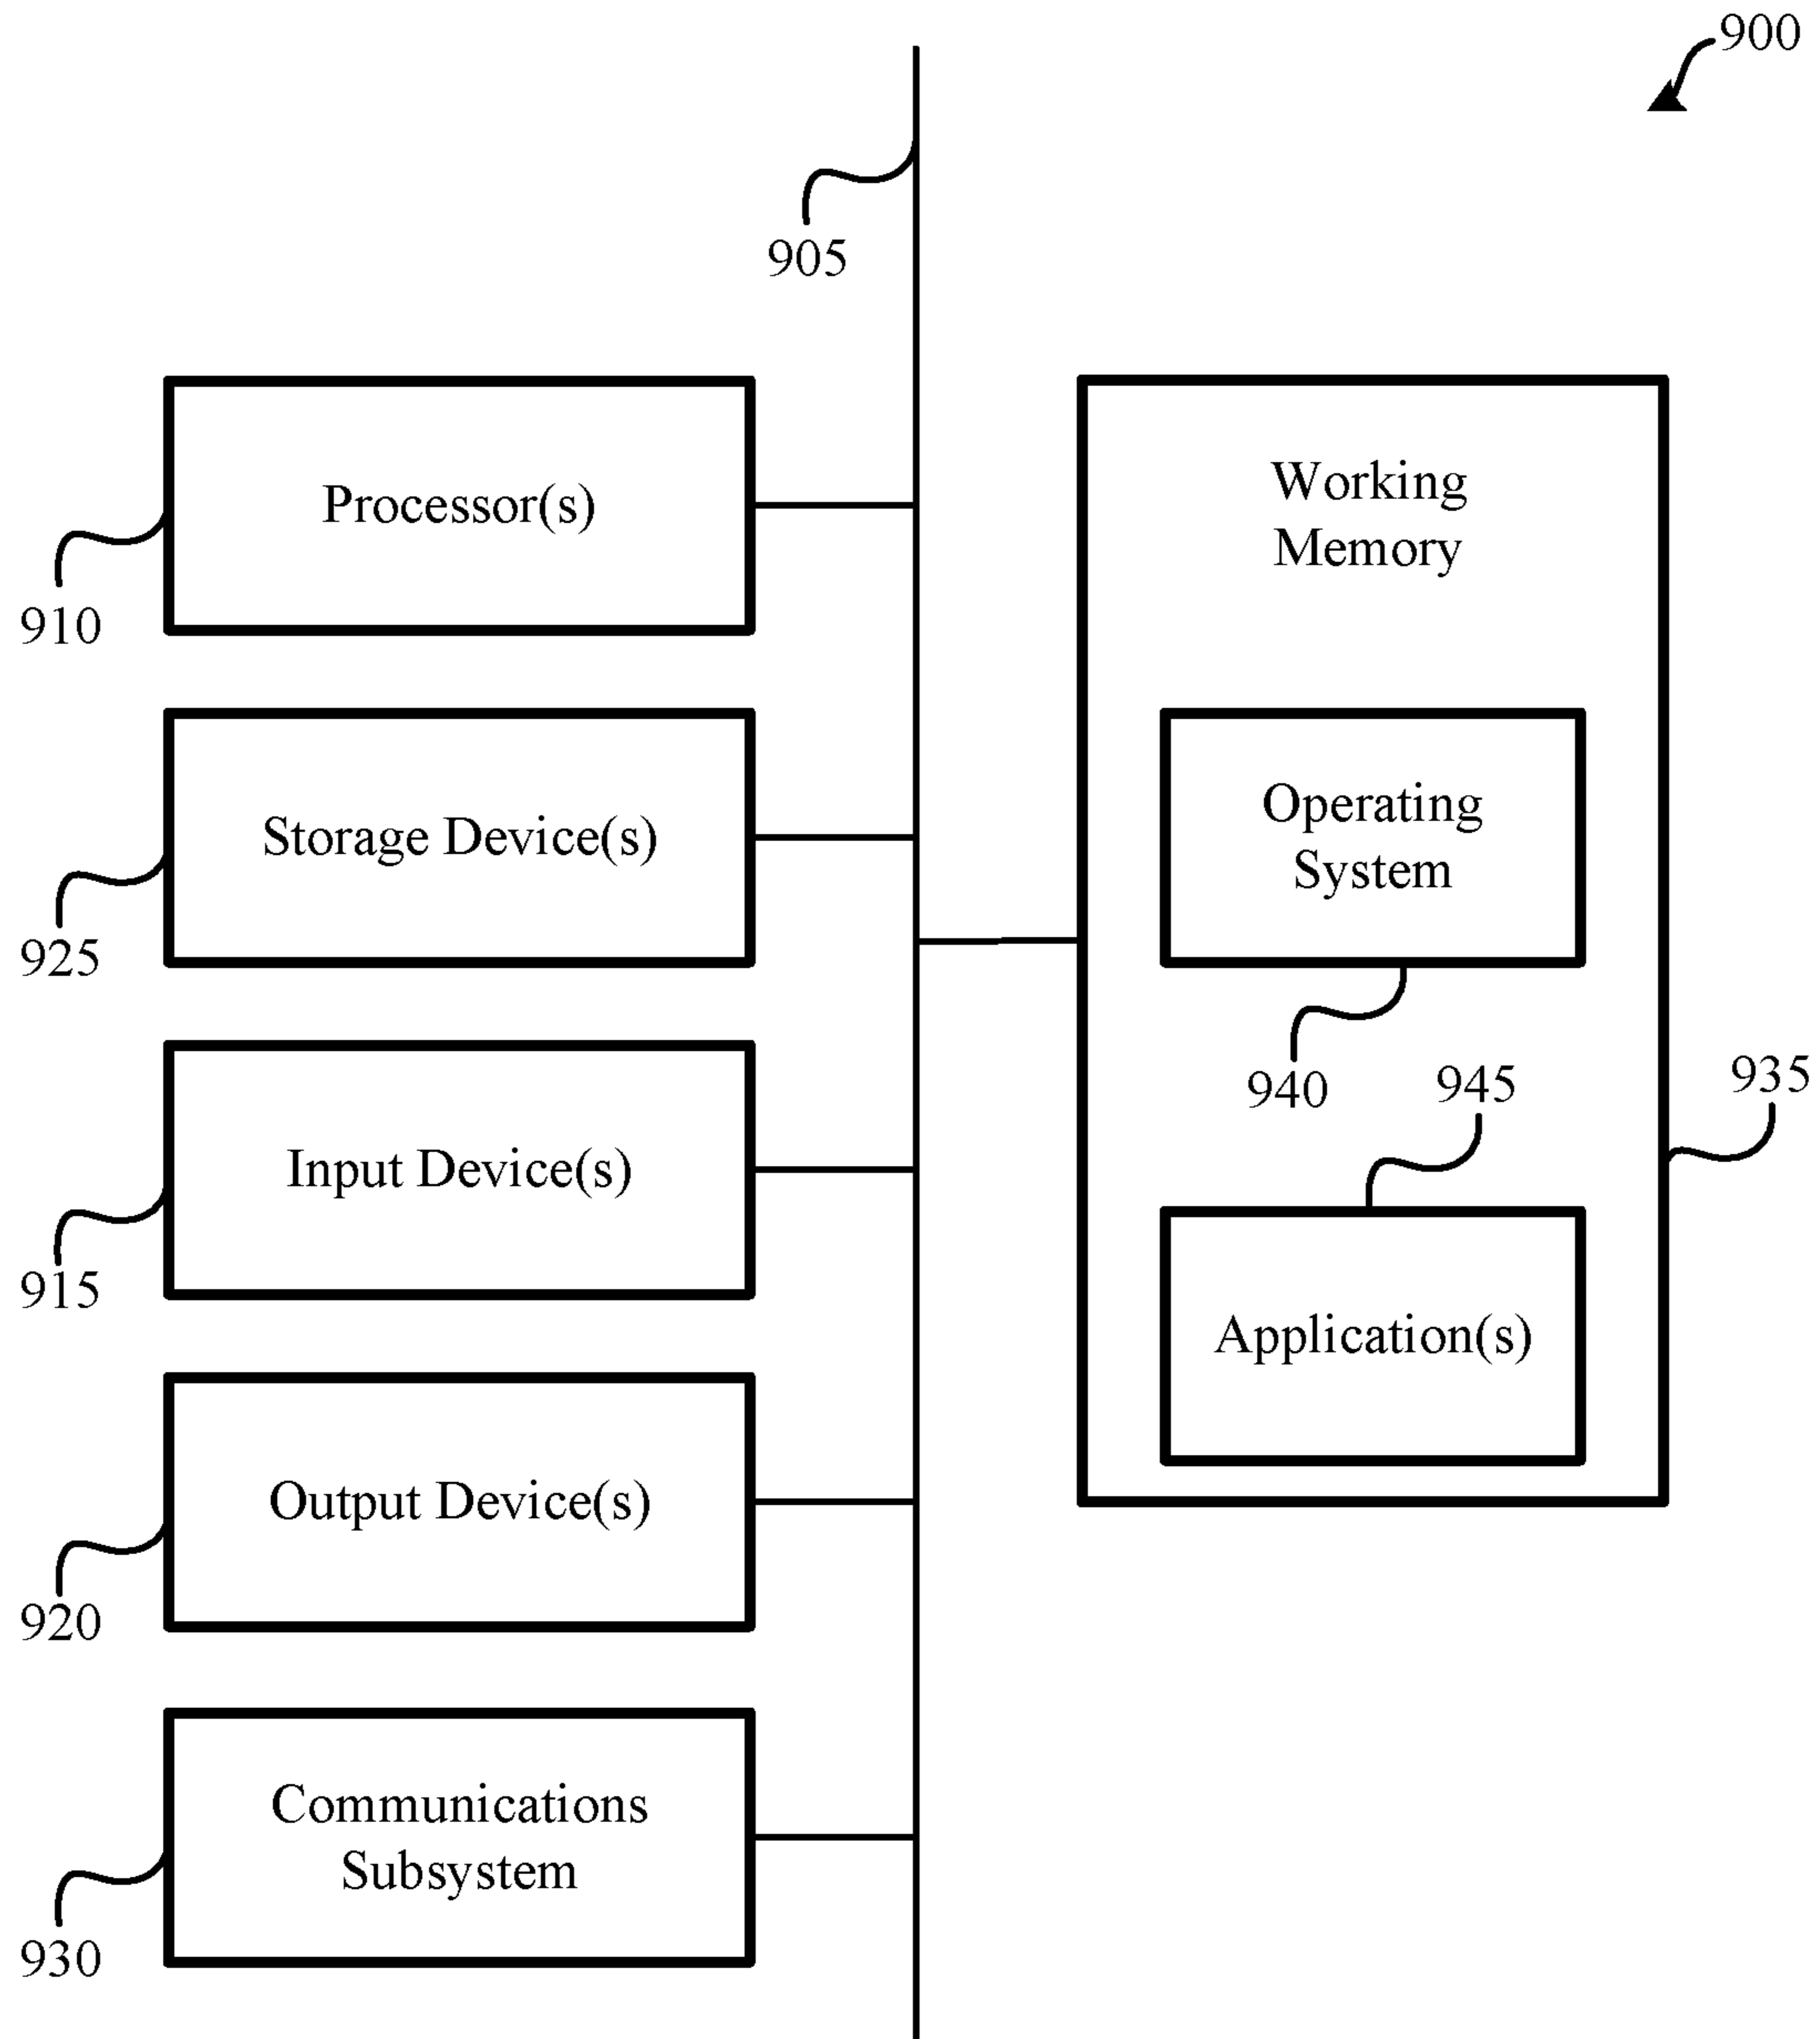 900
905
Processor(s)
910
Storage Device(s)
925
Input Device(s)
915
Output Device(s)
920
Communications
Subsystem
930
Working
Memory
Operating
System
940
945
935
Application(s)